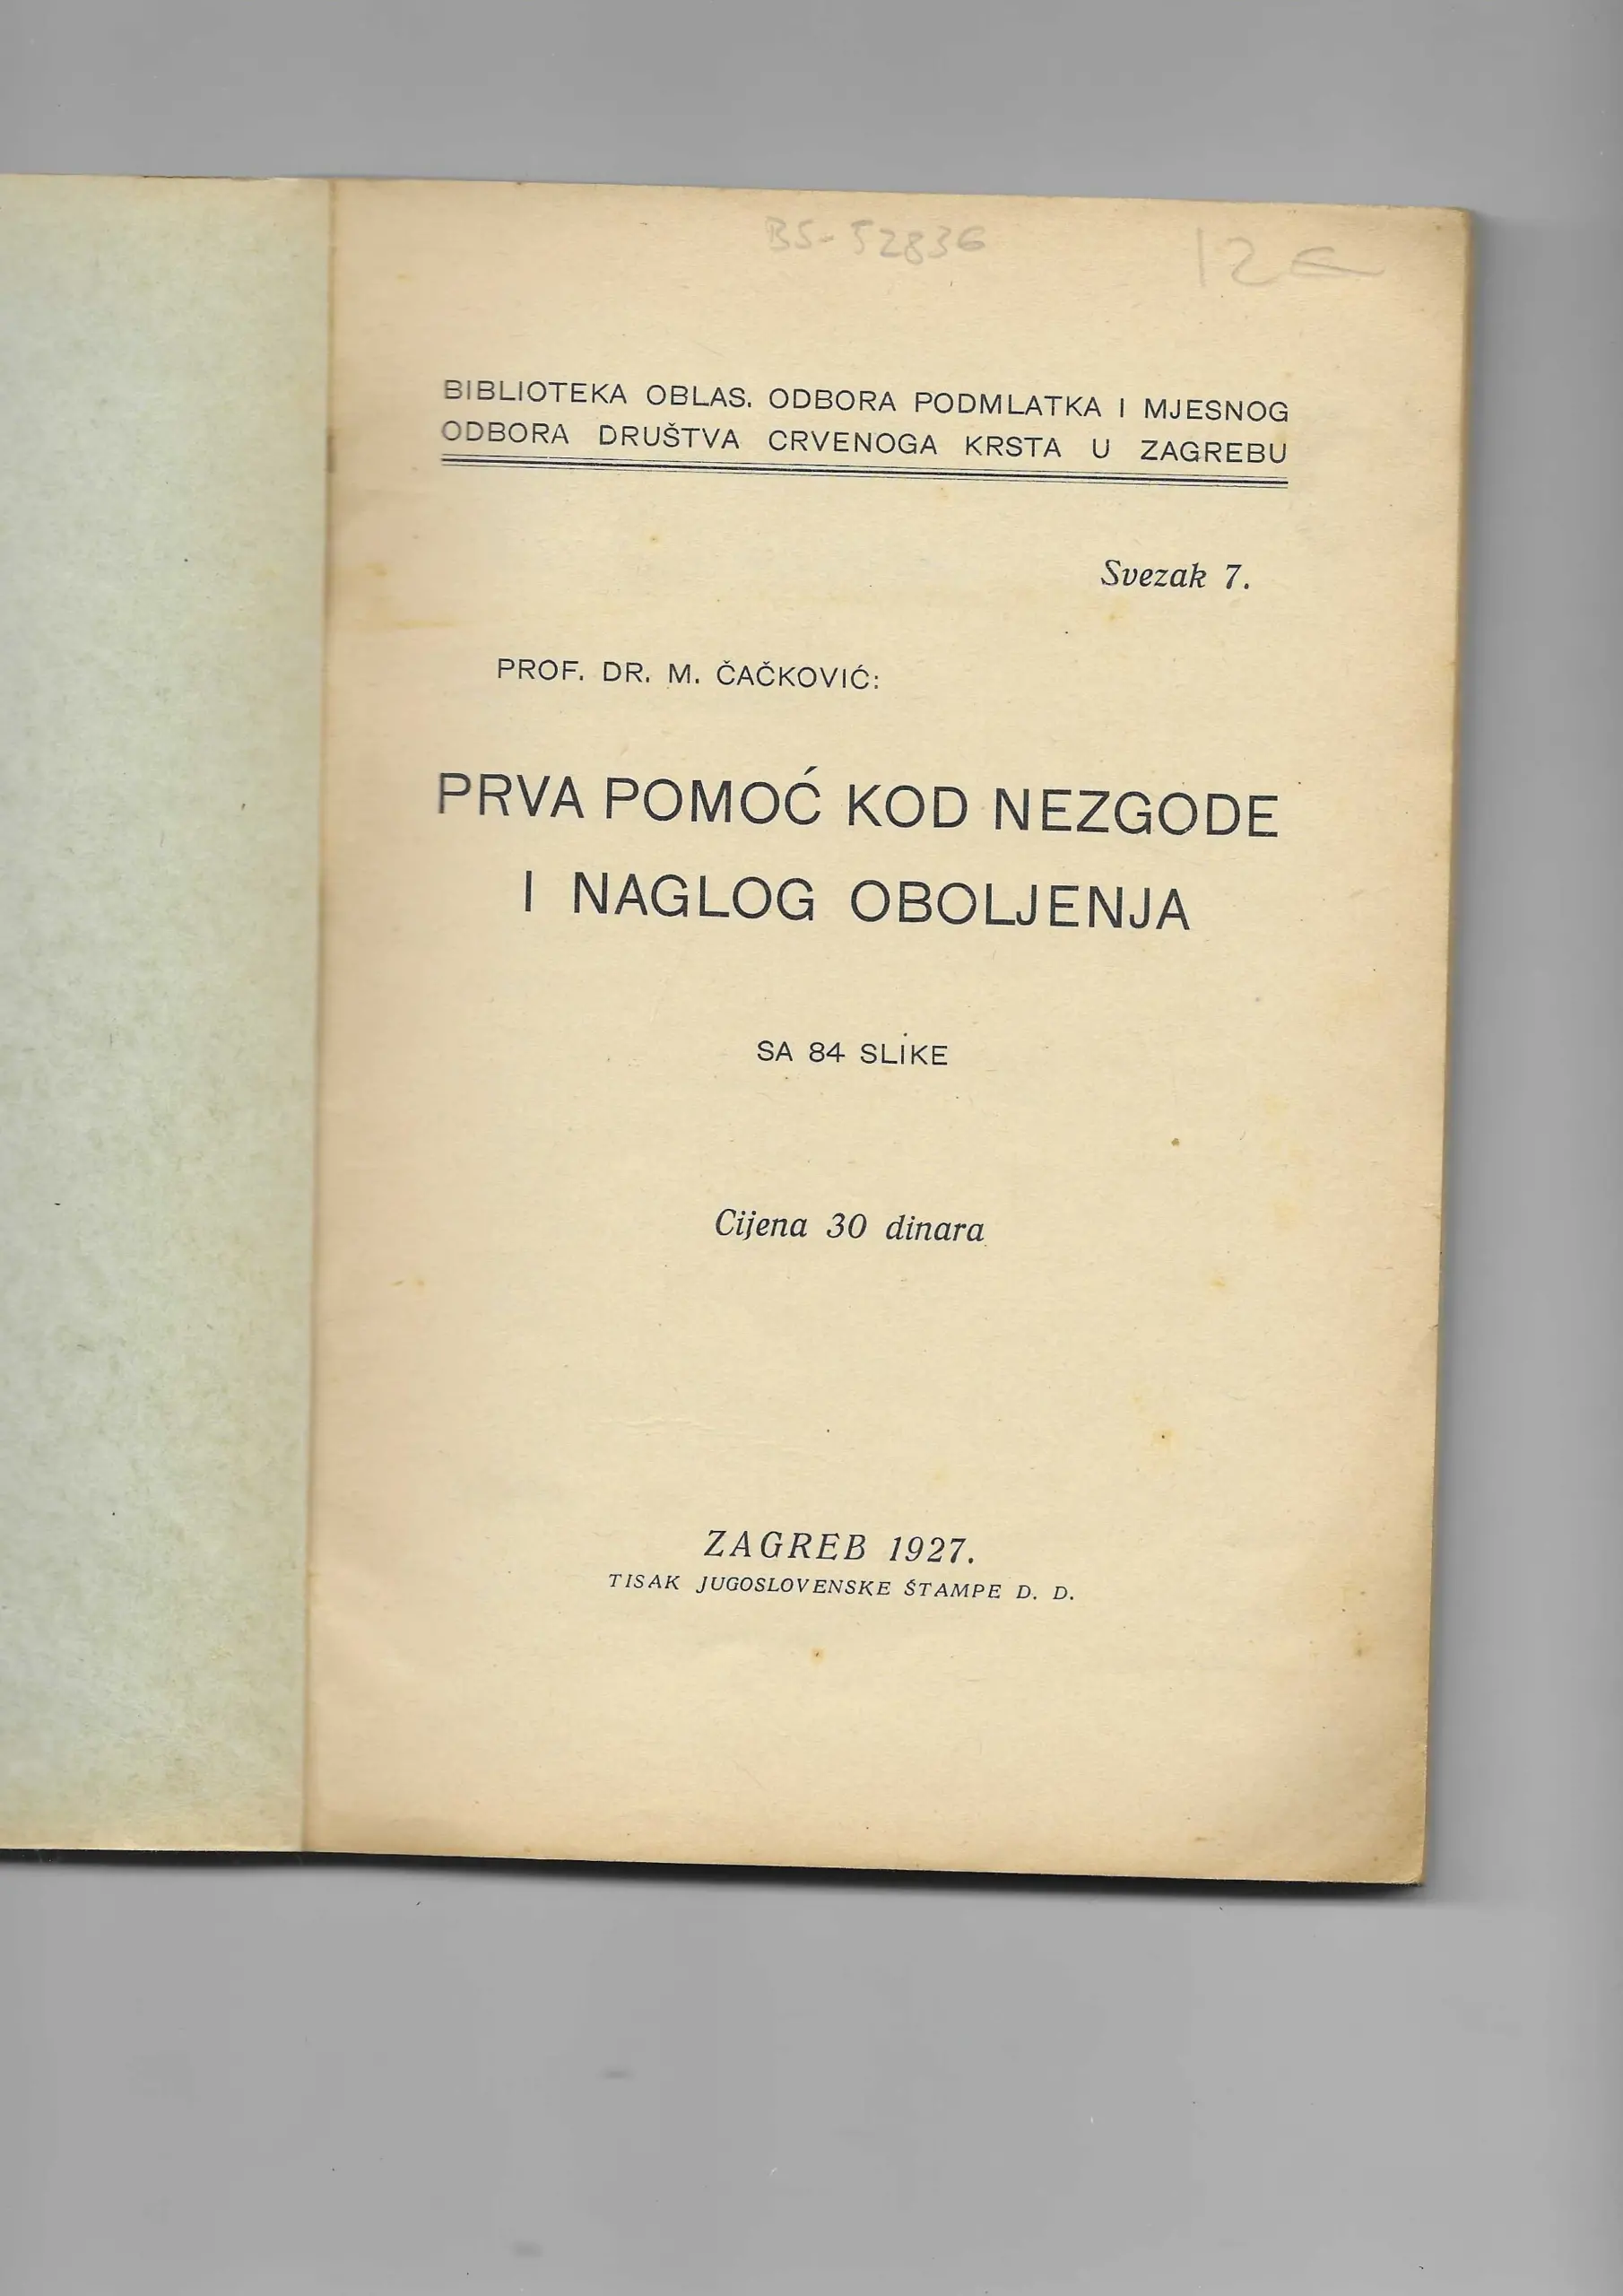 BS-52836
12€
BIBLIOTEKA OBLAS. ODBORA PODMLATKA I MJESNOG
ODBORA DRUŠTVA CRVENOGA KRSTA U ZAGREBU
Svezak 7.
PROF. DR. M. ČAČKOVIĆ:
PRVA POMOĆ KOD NEZGODE
I NAGLOG OBOLJENJA
SA 84 SLIKE
Cijena 30 dinara
ZAGREB 1927.
TISAK JUGOSLOVENSKE ŠTAMPE D. D.